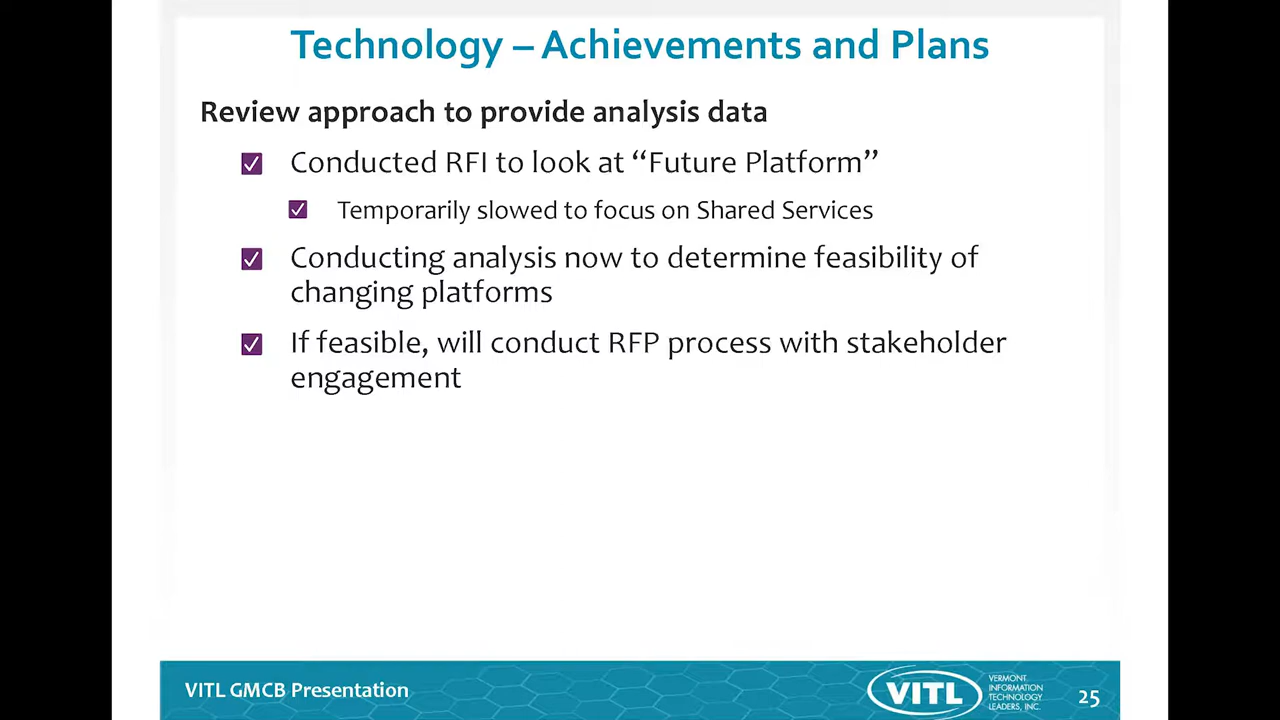 Technology – Achievements and Plans
Review approach to provide analysis data
Conducted RFI to look at “Future Platform”
Temporarily slowed to focus on Shared Services
Conducting analysis now to determine feasibility of
changing platforms
If feasible, will conduct RFP process with stakeholder
engagement
VITL GMCB Presentation
VITL
VERMONT
INFORMATION
TECHNOLOGY
LEADERS, INC.
25